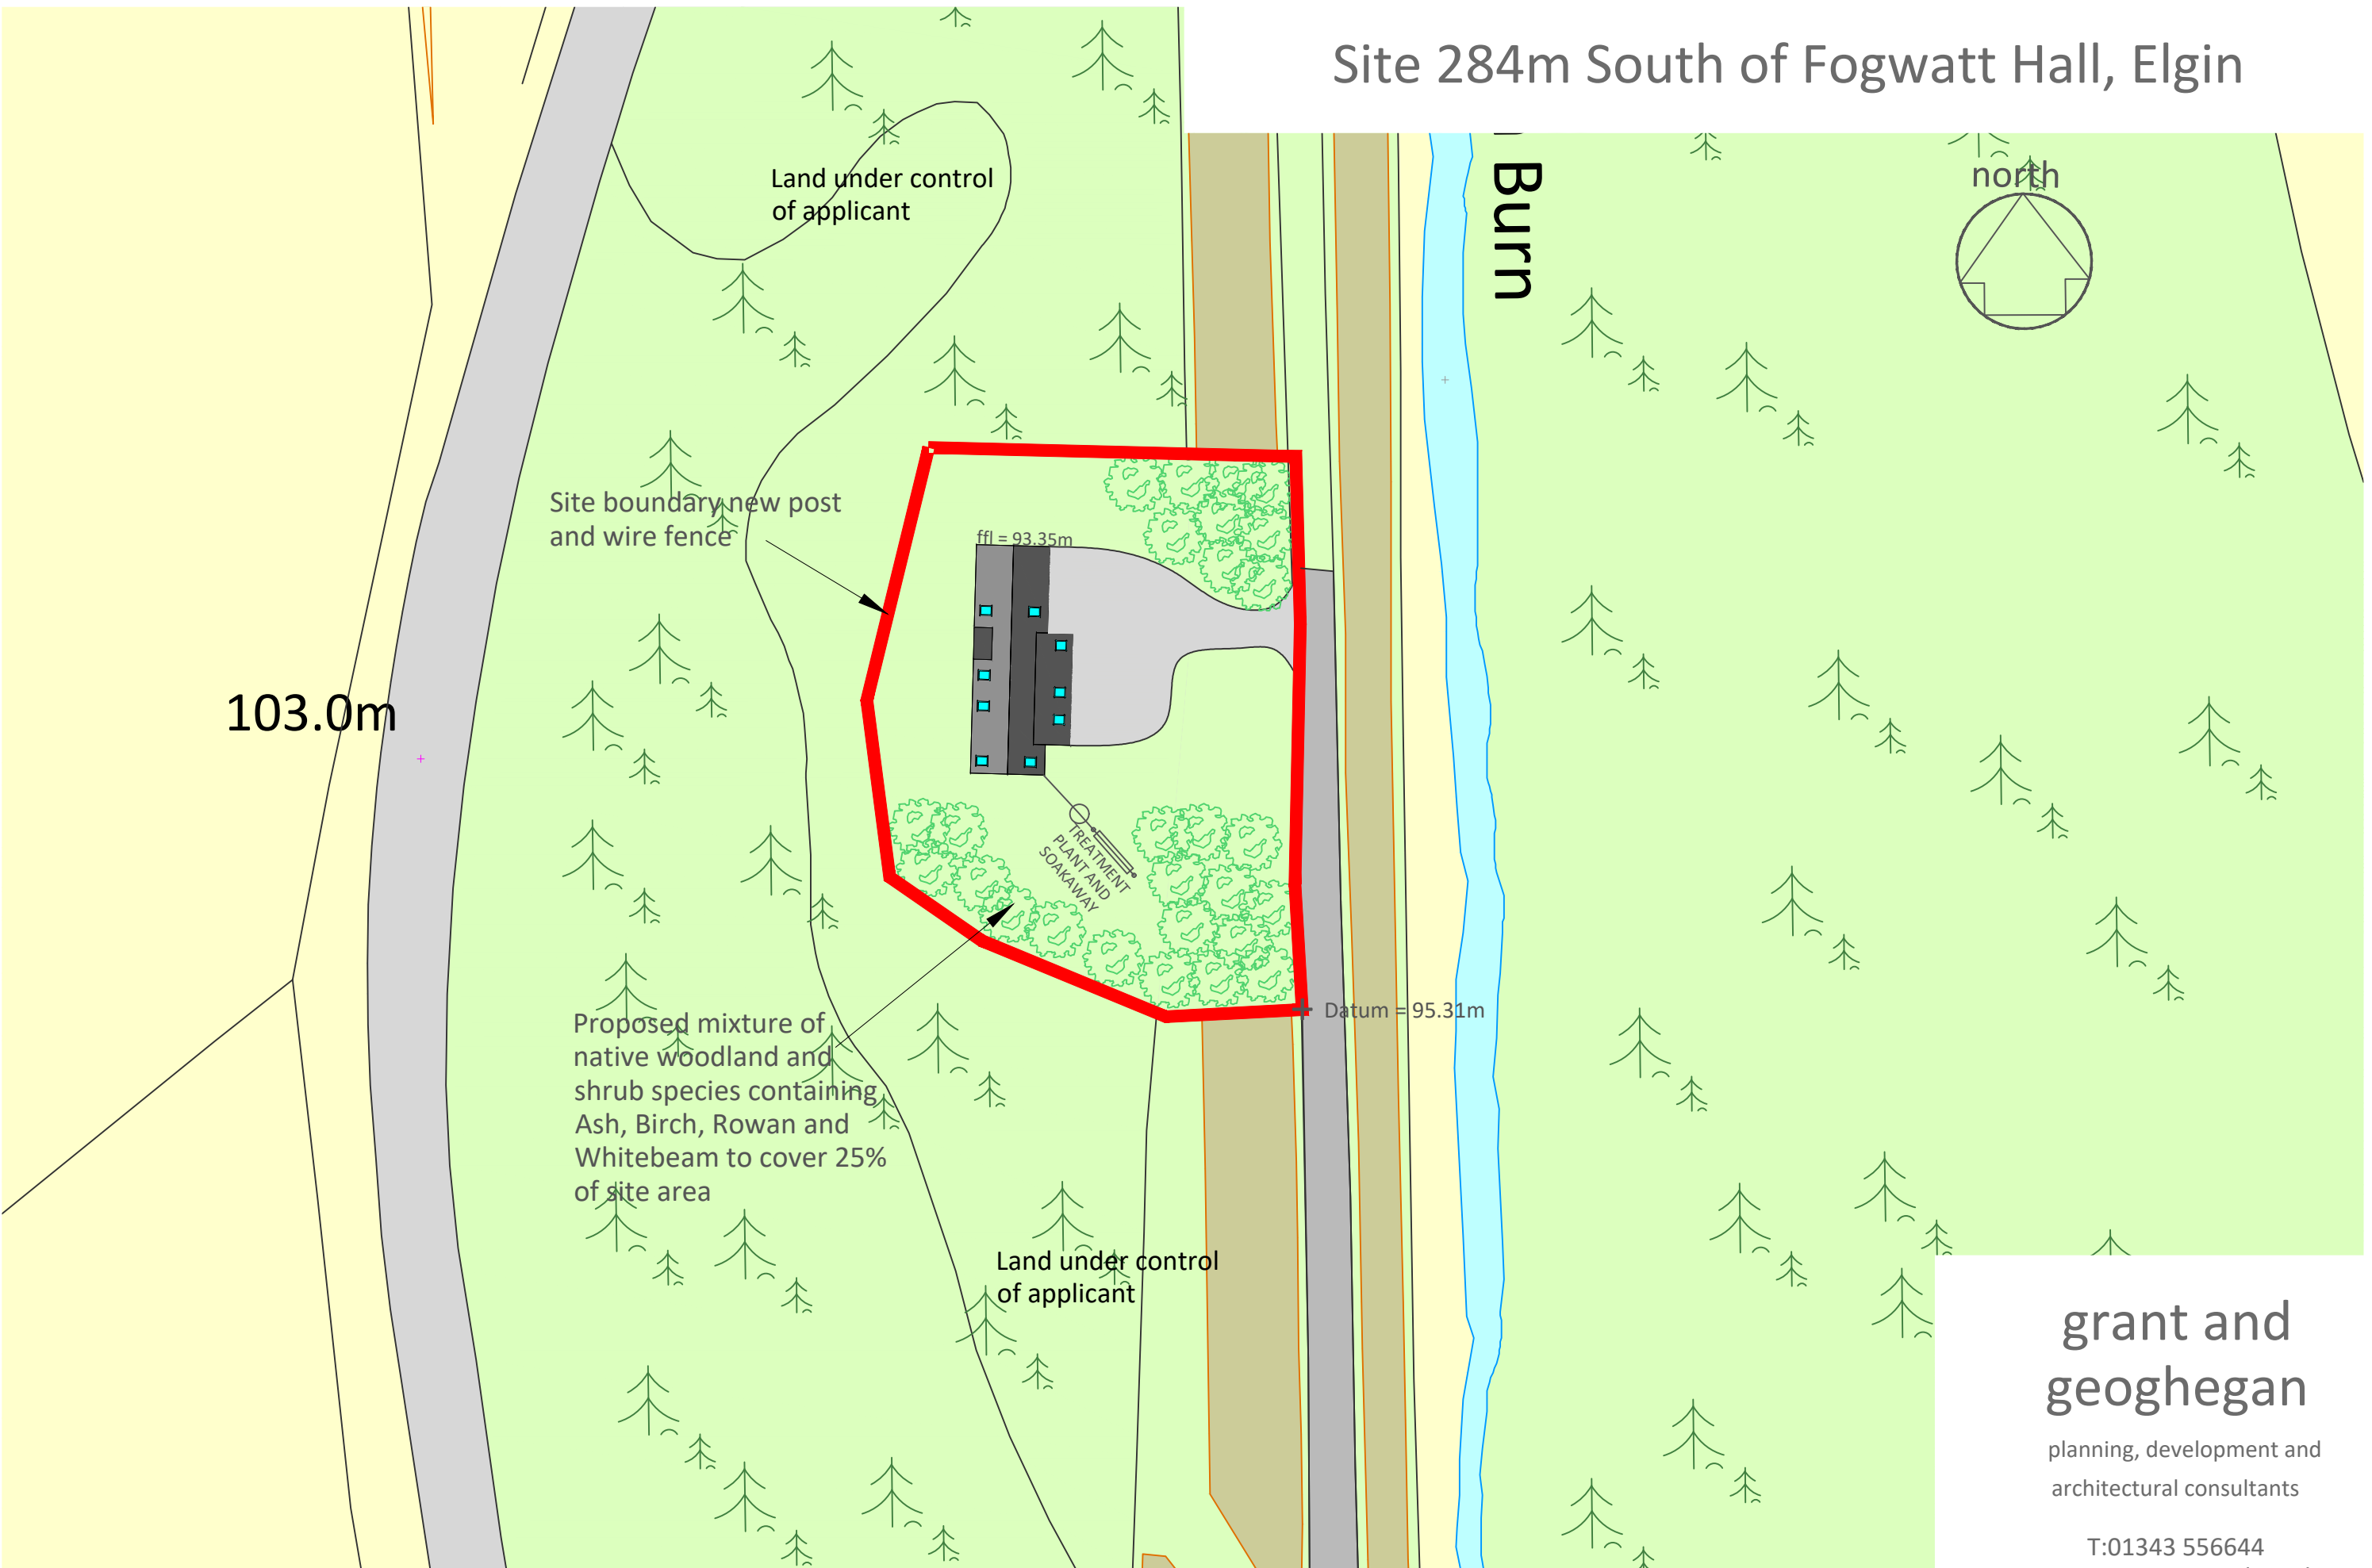 Site 284m South of Fogwatt Hall, Elgin
Burn
north
Land under control
of applicant
Site boundary new post
and wire fence
ffl = 93.35m
103.0m
TREATMENT
PLANT AND
SOAKAWAY
Datum = 95.31m
Proposed mixture of
native woodland and
shrub species containing
Ash, Birch, Rowan and
Whitebeam to cover 25%
of site area
Land under control
of applicant
grant and
geoghegan
planning, development and
architectural consultants
T:01343 556644